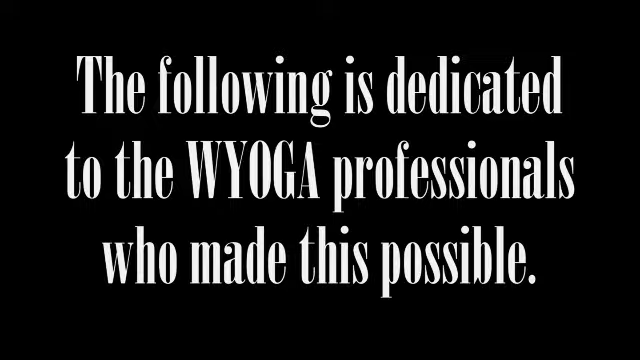 The following is dedicated
to the WYOGA professionals
who made this possible.